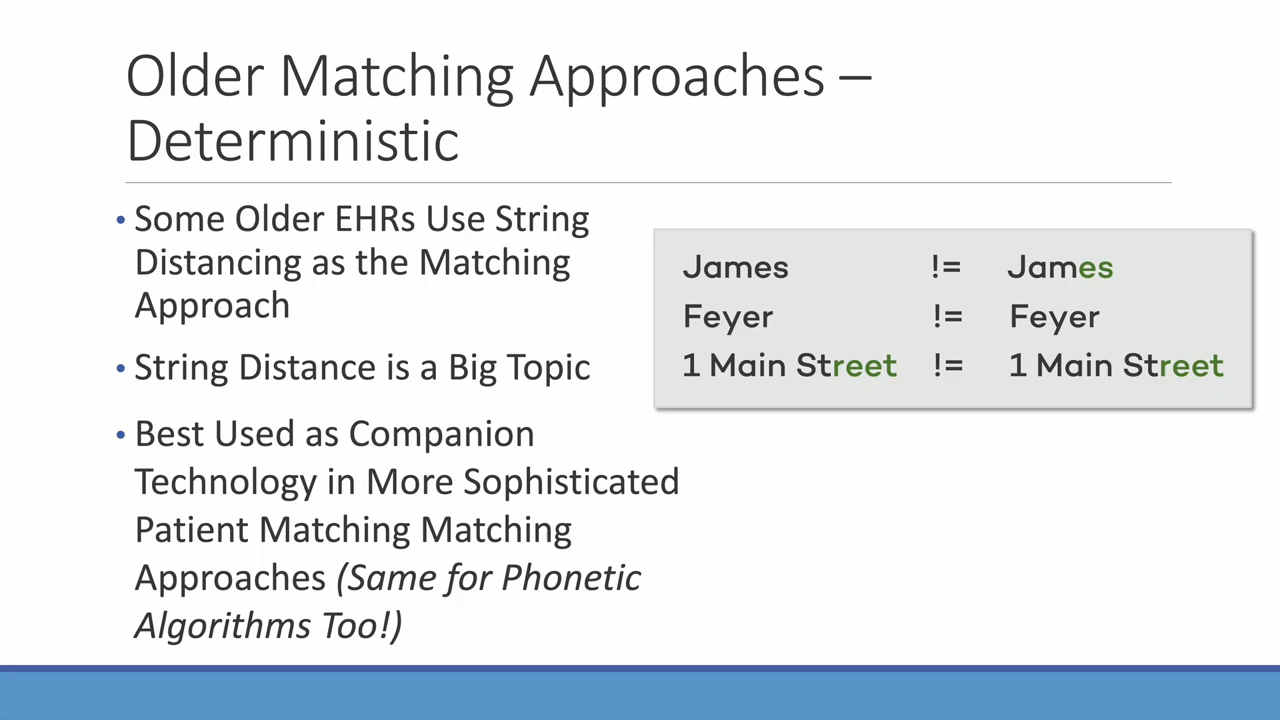 Older Matching Approaches –
Deterministic
• Some Older EHRs Use String
Distancing as the Matching
Approach
• String Distance is a Big Topic
• Best Used as Companion
Technology in More Sophisticated
Patient Matching Matching
Approaches (Same for Phonetic
Algorithms Too!)
James != James
Feyer != Feyer
1 Main Street != 1 Main Street